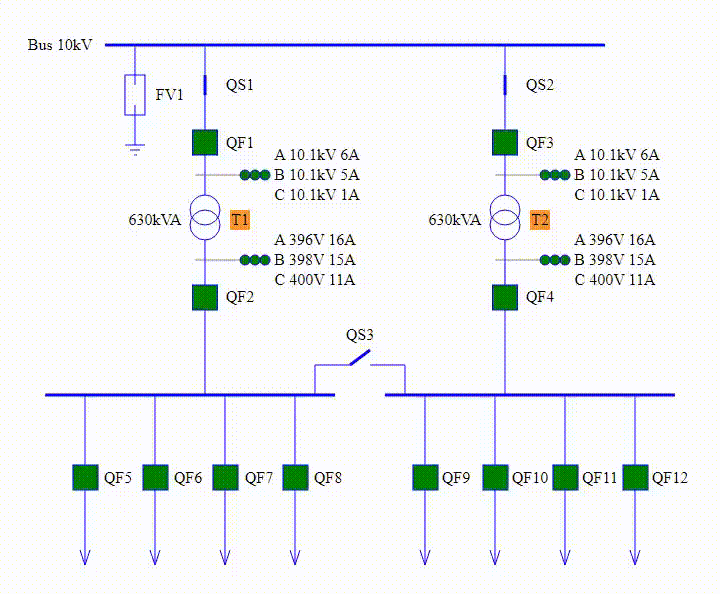 Bus 10kV
FV1
QS1
QS2
QF1
QF3
A 10.1kV 6A
B 10.1kV 5A
C 10.1kV 1A
A 10.1kV 6A
B 10.1kV 5A
C 10.1kV 1A
630kVA
T1
630kVA
T2
A 396V 16A
B 398V 15A
C 400V 11A
A 396V 16A
B 398V 15A
C 400V 11A
QF2
QF4
QS3
QF5
QF6
QF7
QF8
QF9
QF10
QF11
QF12